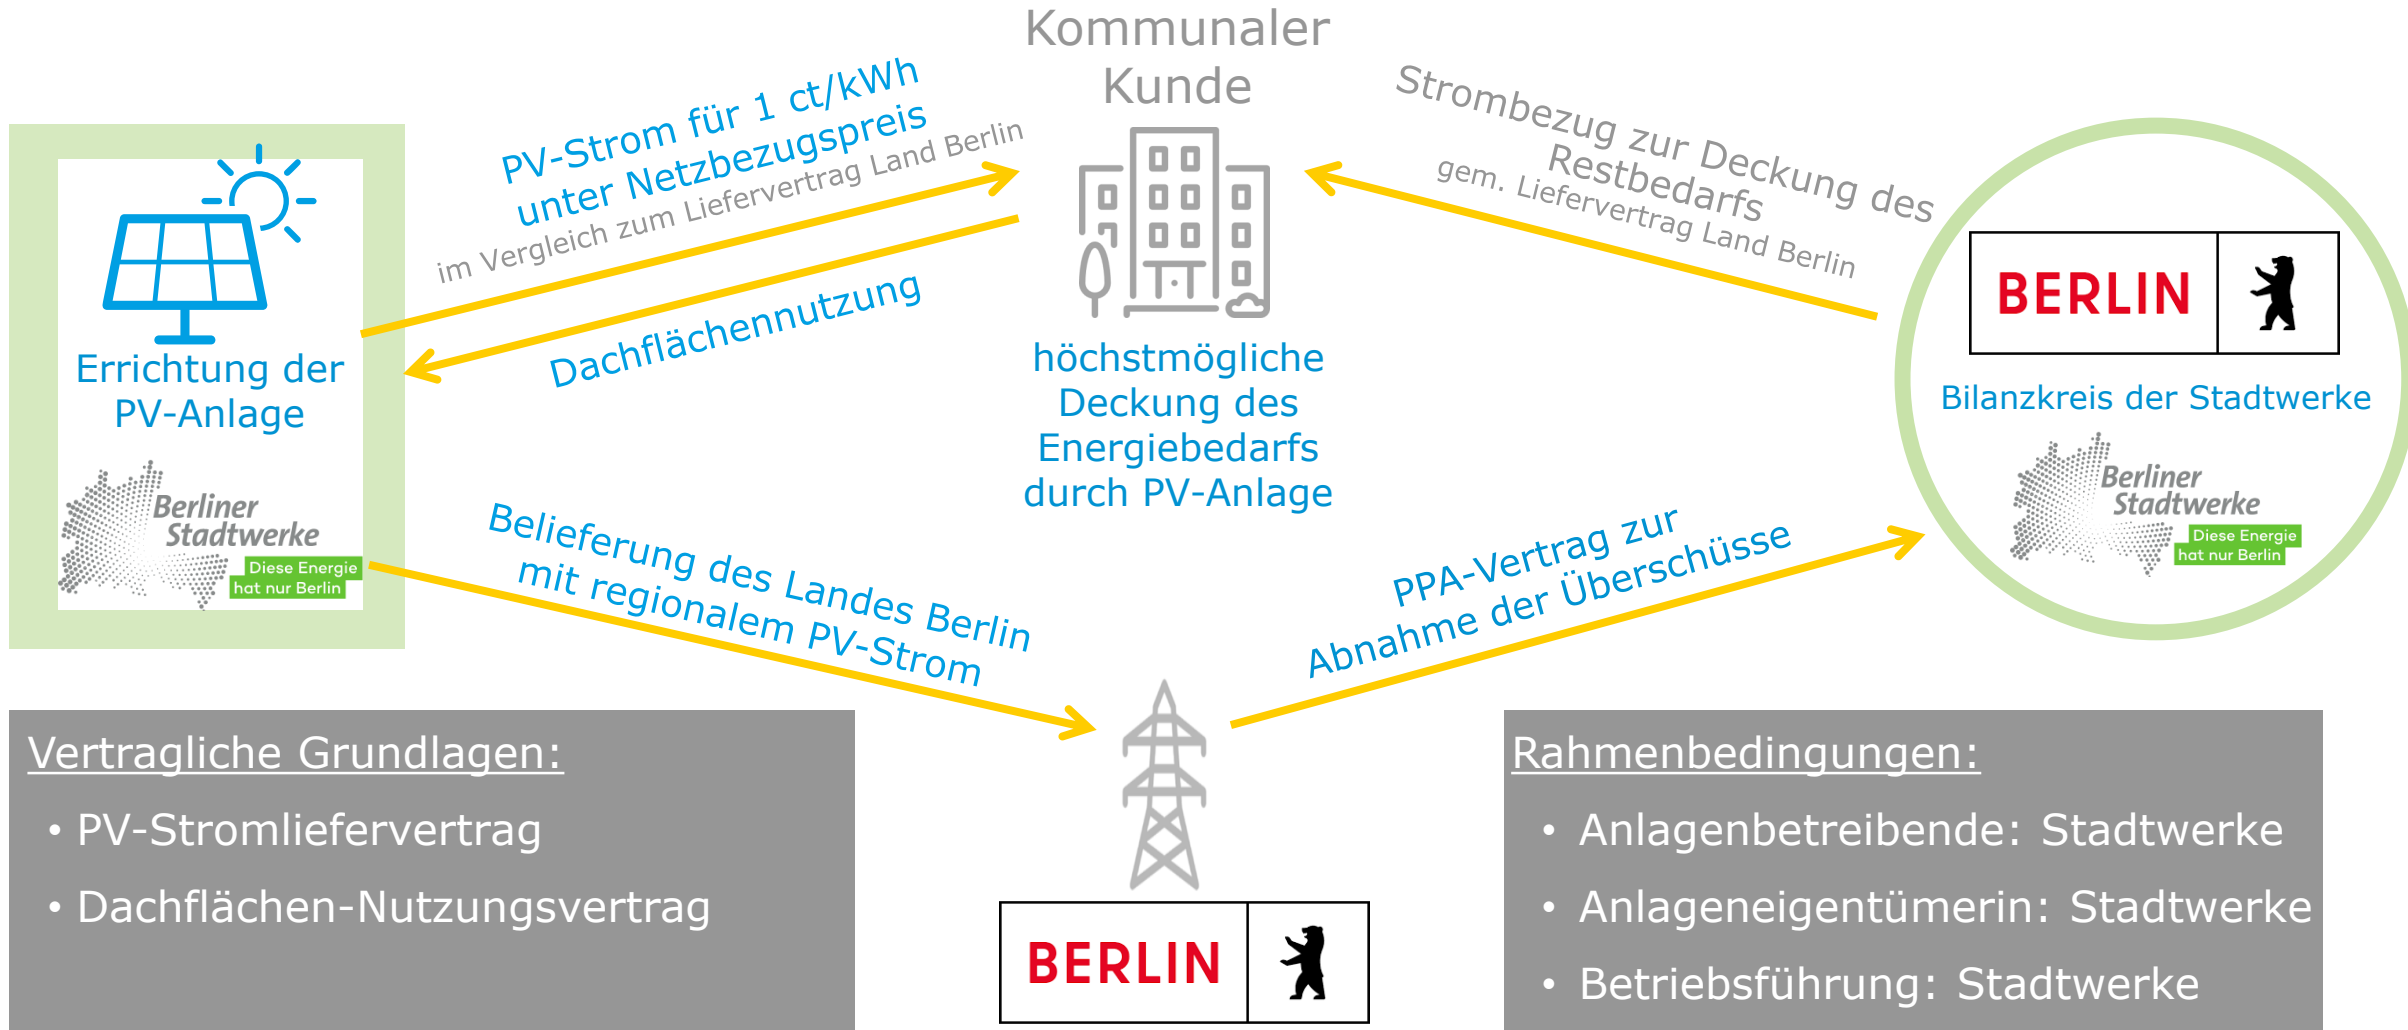 Kommunaler
Kunde
PV-Strom für 1 ct/kWh
unter Netzbezugspreis
im Vergleich zum Liefervertrag Land Berlin
Dachflächennutzung
Strombezug zur Deckung des
Restbedarfs
gem. Liefervertrag Land Berlin
Errichtung der
PV-Anlage
Berliner
Stadtwerke
Diese Energie
hat nur Berlin
höchstmögliche
Deckung des
Energiebedarfs
durch PV-Anlage
BERLIN
Bilanzkreis der Stadtwerke
Berliner
Stadtwerke
Diese Energie
hat nur Berlin
Belieferung des Landes Berlin
mit regionalem PV-Strom
PPA-Vertrag zur
Abnahme der Überschüsse
Vertragliche Grundlagen:
• PV-Stromliefervertrag
• Dachflächen-Nutzungsvertrag
BERLIN
Rahmenbedingungen:
• Anlagenbetreibende: Stadtwerke
• Anlageneigentümerin: Stadtwerke
• Betriebsführung: Stadtwerke